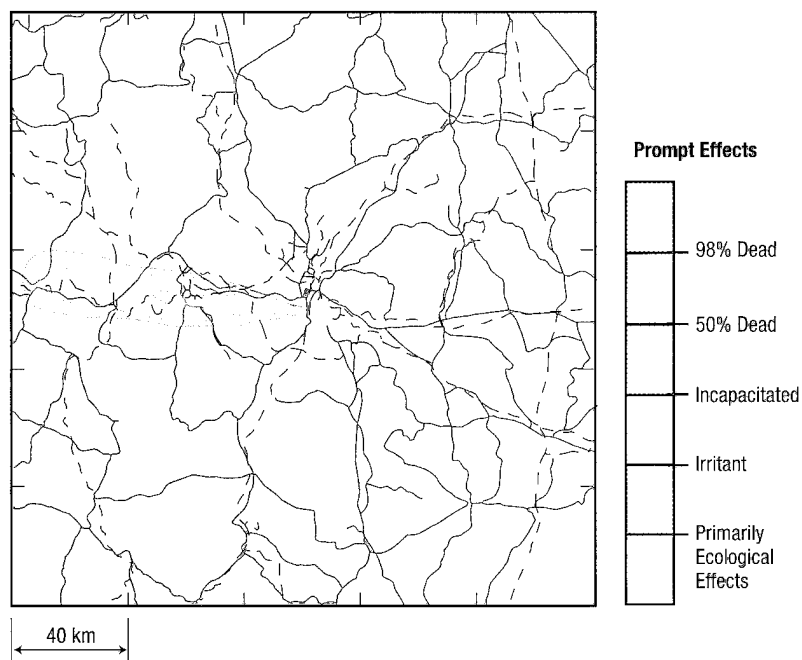 Prompt Effects
98% Dead
50% Dead
Incapacitated
Irritant
Primarily
Ecological
Effects
40 km